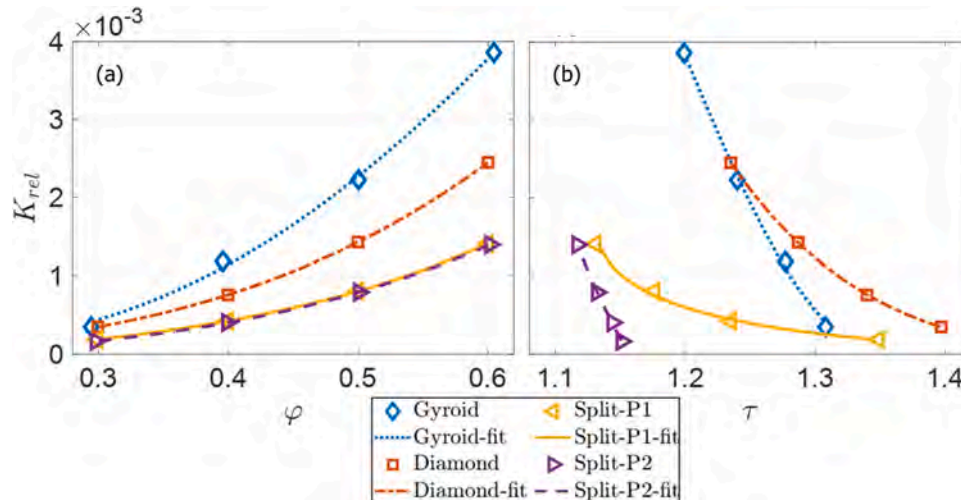 ×10⁻³
(a)
(b)
4
3
2
1
0
K_rel
0.3 0.4 0.5 0.6
1.1 1.2 1.3 1.4
φ
τ
Gyroid
Gyroid-fit
Diamond
Diamond-fit
Split-P1
Split-P1-fit
Split-P2
Split-P2-fit